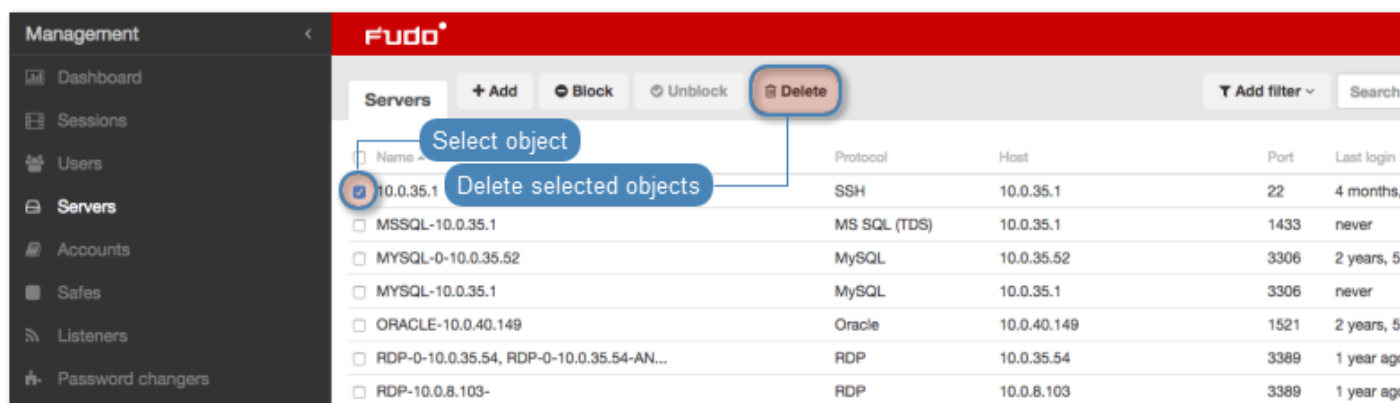 Management
Fudo
Dashboard
Sessions
Users
Servers
Accounts
Safes
Listeners
Password changers
Servers + Add Block Unblock Delete Add filter Search
Select object
Delete selected objects
Name Protocol Host Port Last login
10.0.35.1 SSH 10.0.35.1 22 4 months,
MSSQL-10.0.35.1 MS SQL (TDS) 10.0.35.1 1433 never
MYSQL-0-10.0.35.52 MySQL 10.0.35.52 3306 2 years, 5
MYSQL-10.0.35.1 MySQL 10.0.35.1 3306 never
ORACLE-10.0.40.149 Oracle 10.0.40.149 1521 2 years, 5
RDP-0-10.0.35.54, RDP-0-10.0.35.54-AN... RDP 10.0.35.54 3389 1 year ago
RDP-10.0.8.103- RDP 10.0.8.103 3389 1 year ago